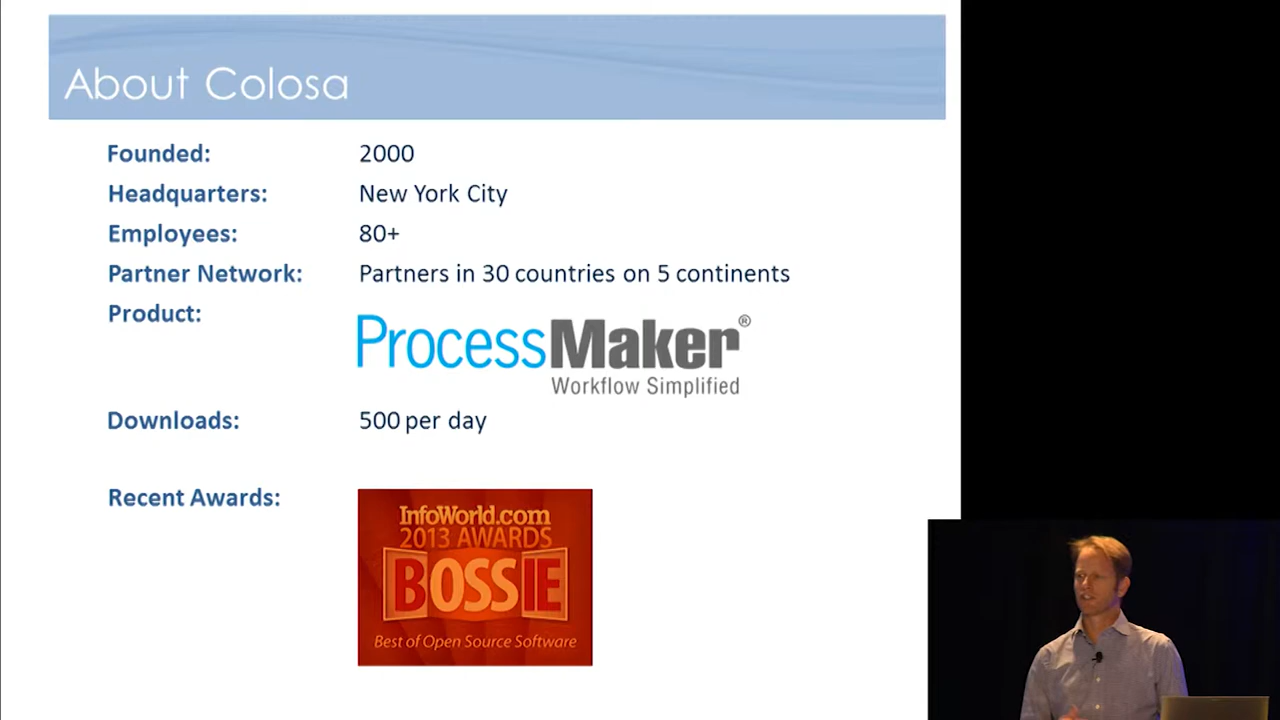 About Colosa
Founded: 2000
Headquarters: New York City
Employees: 80+
Partner Network: Partners in 30 countries on 5 continents
Product:
ProcessMaker®
Workflow Simplified
Downloads: 500 per day
Recent Awards:
InfoWorld.com
2013 AWARDS
BOSSIE
Best of Open Source Software